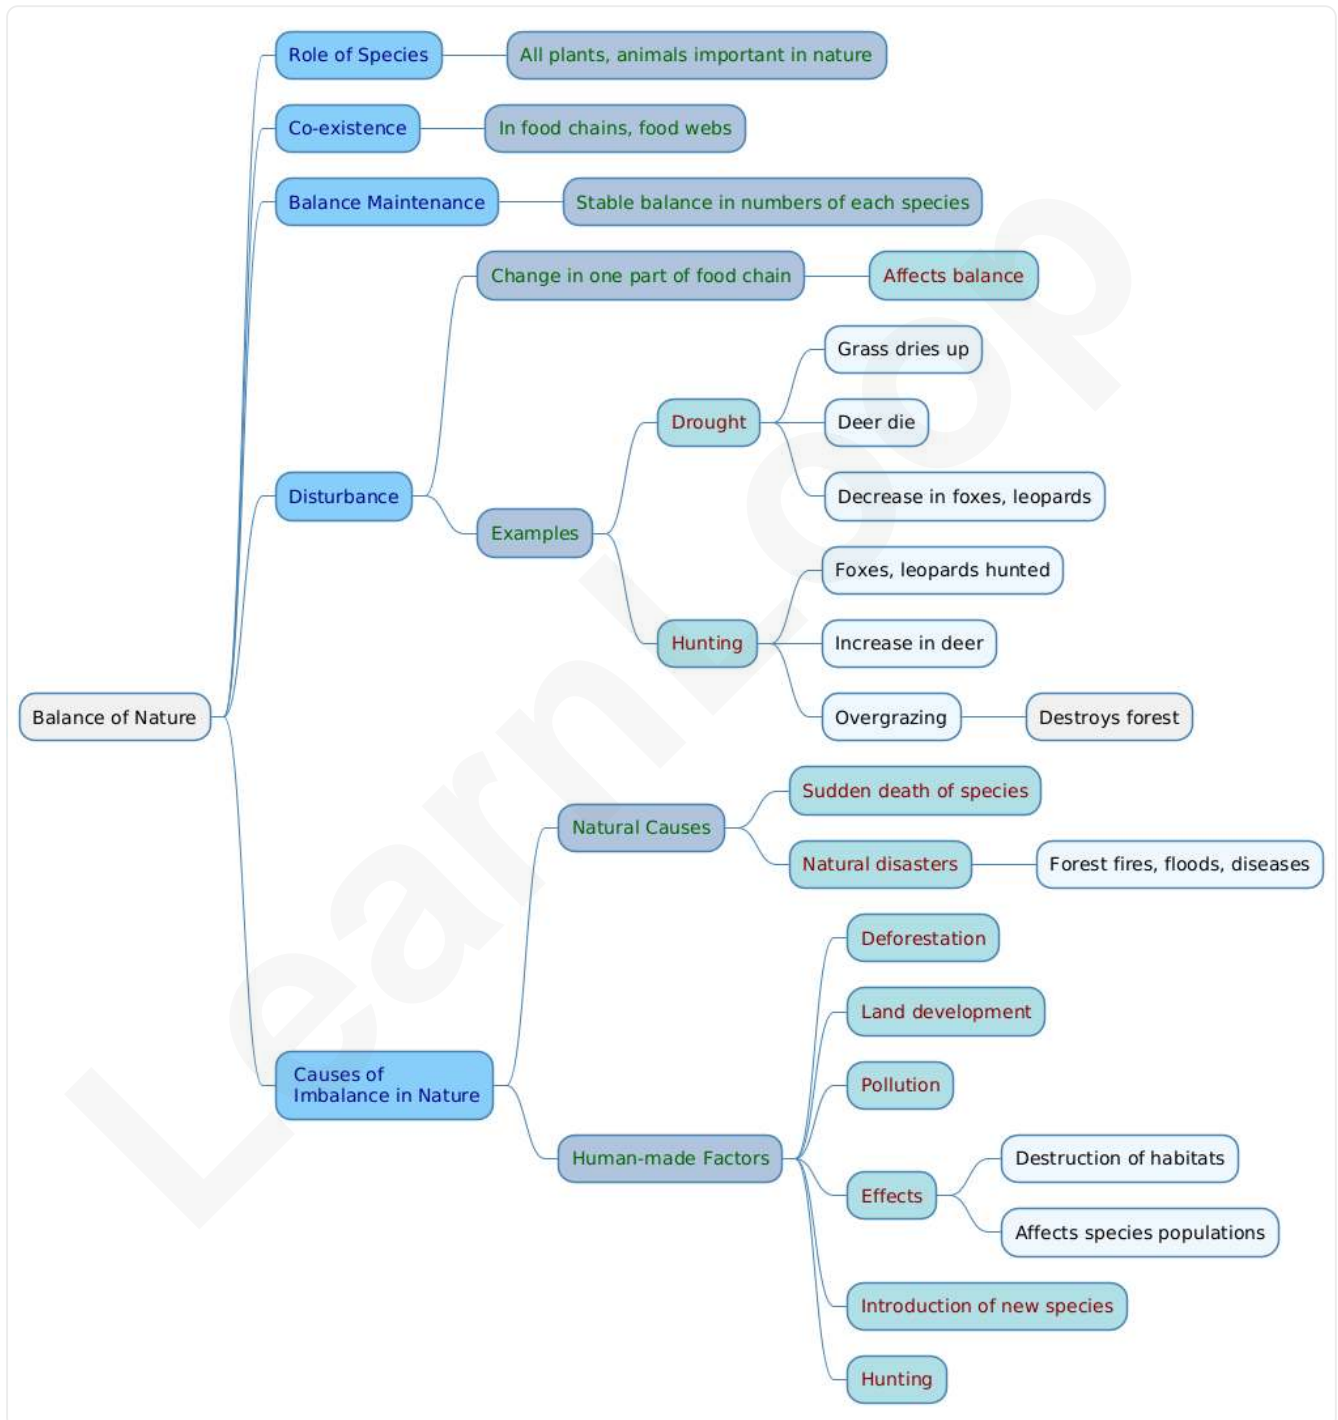 Role of Species
All plants, animals important in nature
Co-existence
In food chains, food webs
Balance Maintenance
Stable balance in numbers of each species
Change in one part of food chain
Affects balance
Grass dries up
Drought
Deer die
Disturbance
Decrease in foxes, leopards
Examples
Foxes, leopards hunted
Hunting
Increase in deer
Balance of Nature
Overgrazing
Destroys forest
Sudden death of species
Natural Causes
Natural disasters
Forest fires, floods, diseases
Deforestation
Land development
Causes of
Imbalance in Nature
Pollution
Human-made Factors
Destruction of habitats
Effects
Affects species populations
Introduction of new species
Hunting
LearnLoop